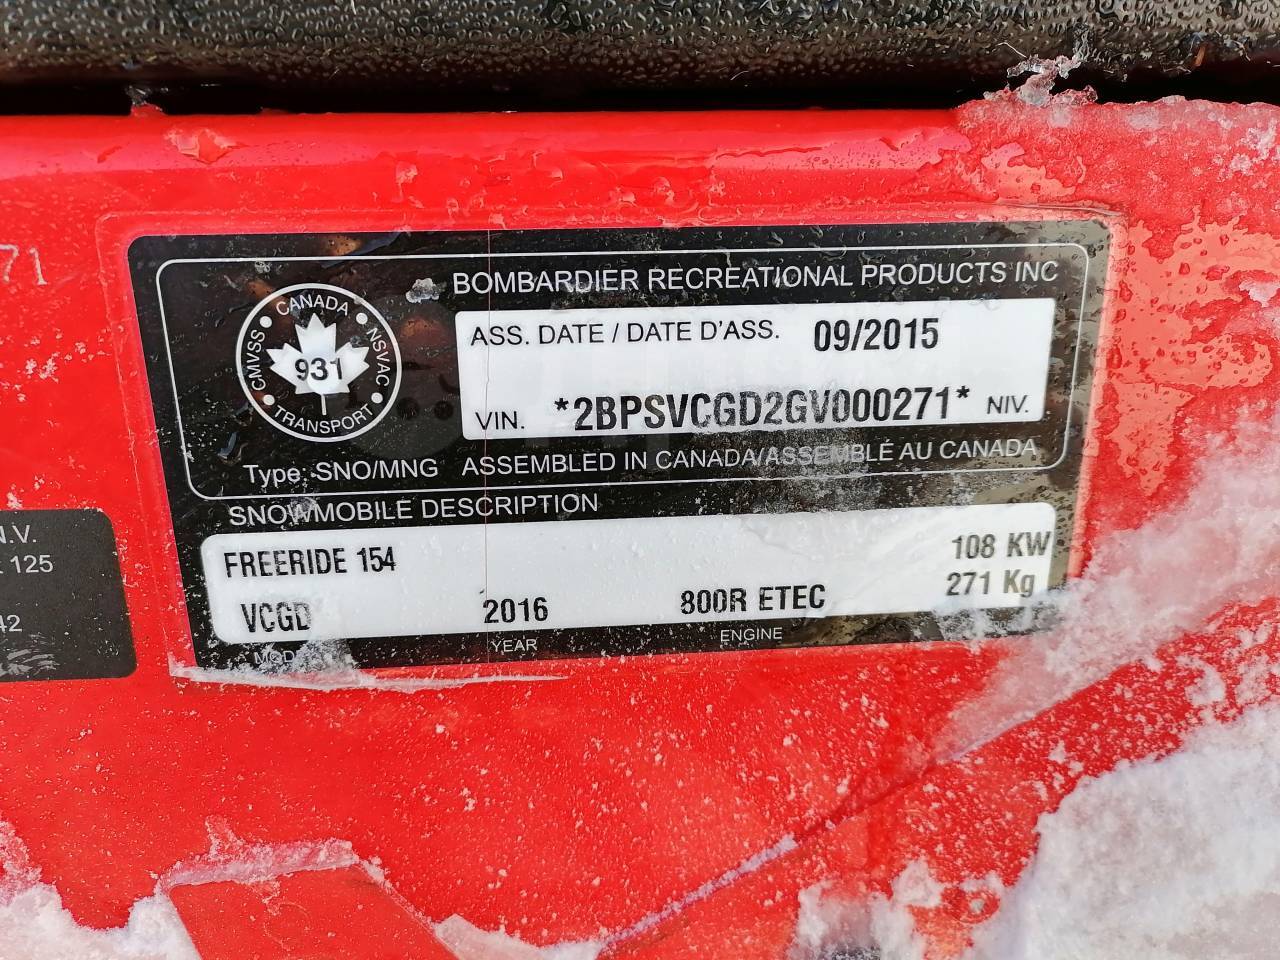 71
BOMBARDIER RECREATIONAL PRODUCTS INC
CANADA
CMVSS
NSVAC
931
TRANSPORT
ASS. DATE / DATE D'ASS. 09/2015
VIN. *2BPSVCGD2GV000271* NIV.
Type: SNO/MNG ASSEMBLED IN CANADA/ASSEMBLÉ AU CANADA
SNOWMOBILE DESCRIPTION
FREERIDE 154 108 KW
271 Kg
VCGD 2016 800R ETEC
YEAR ENGINE
N.V.
125
42